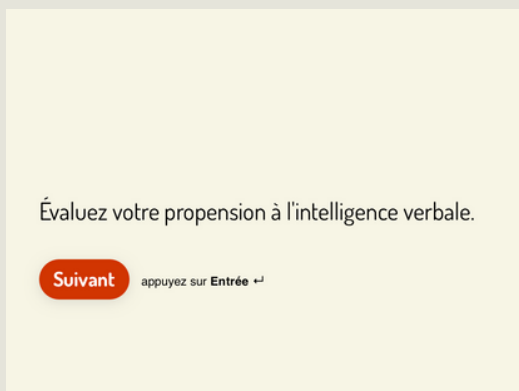 Évaluez votre propension à l'intelligence verbale.
Suivant appuyez sur Entrée ↵